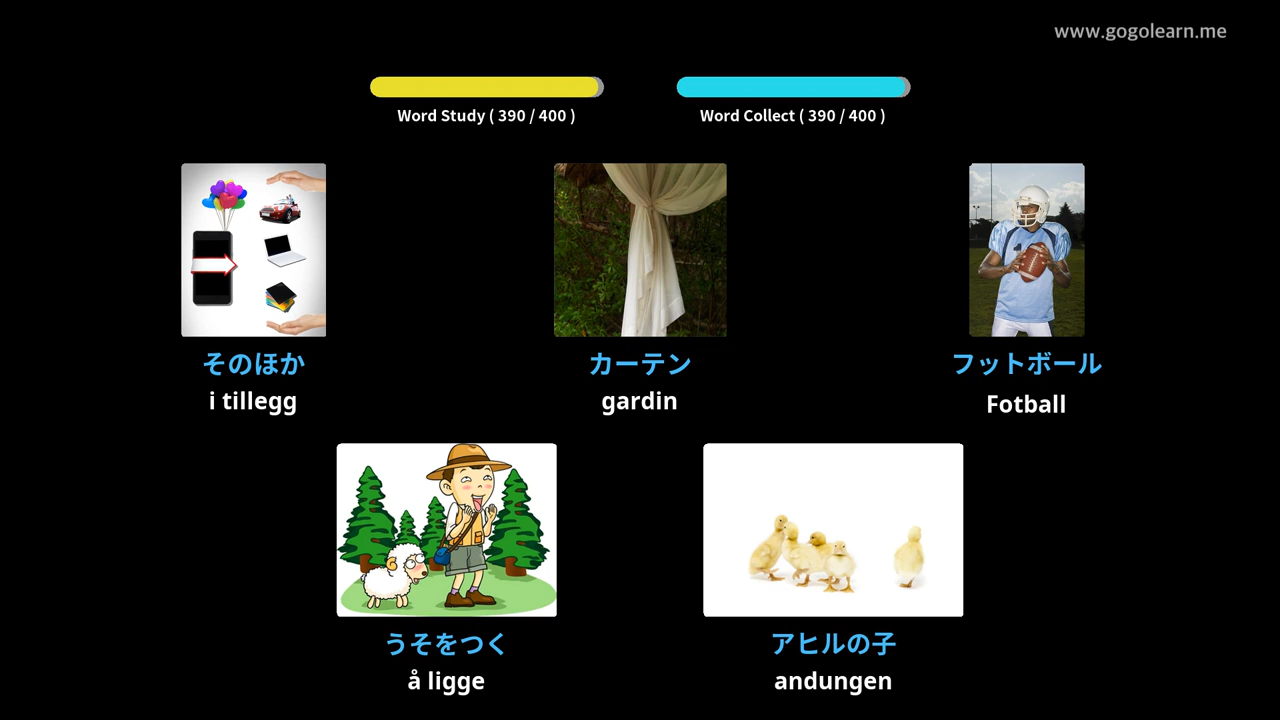 www.gogolearn.me
Word Study ( 390 / 400 )
Word Collect ( 390 / 400 )
そのほか
i tillegg
カーテン
gardin
フットボール
Fotball
うそをつく
å ligge
アヒルの子
andungen